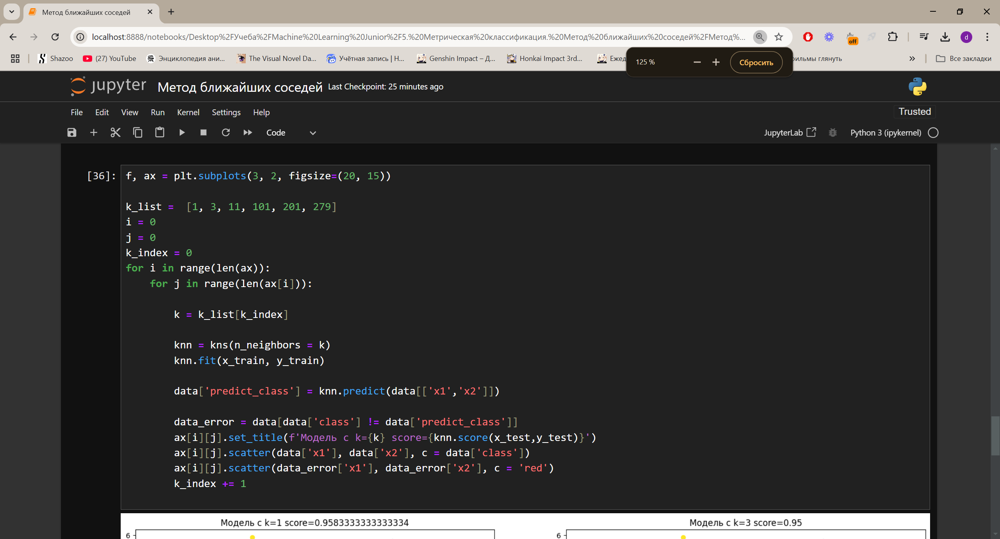 Метод ближайших соседей
localhost:8888/notebooks/Desktop%2FУчеба%2FMachine%20Learning%20Junior%2F5.%20Метрическая%20классификация.%20Метод%20ближайших%20соседей%2FМетод%...
off
d
Shazoo
(27) YouTube
Энциклопедия ани...
The Visual Novel Da...
Учётная запись | H...
Genshin Impact – Д...
Honkai Impact 3rd...
Ежед
125 %
Сбросить
фильмы глянуть
Все закладки
jupyter Метод ближайших соседей Last Checkpoint: 25 minutes ago
File Edit View Run Kernel Settings Help
Trusted
Code
JupyterLab
Python 3 (ipykernel)
[36]: f, ax = plt.subplots(3, 2, figsize=(20, 15))
k_list =  [1, 3, 11, 101, 201, 279]
i = 0
j = 0
k_index = 0
for i in range(len(ax)):
    for j in range(len(ax[i])):
        k = k_list[k_index]
        knn = kns(n_neighbors = k)
        knn.fit(x_train, y_train)
        data['predict_class'] = knn.predict(data[['x1','x2']])
        data_error = data[data['class'] != data['predict_class']]
        ax[i][j].set_title(f'Модель с k={k} score={knn.score(x_test,y_test)}')
        ax[i][j].scatter(data['x1'], data['x2'], c = data['class'])
        ax[i][j].scatter(data_error['x1'], data_error['x2'], c = 'red')
        k_index += 1
Модель с k=1 score=0.9583333333333334
6
Модель с k=3 score=0.95
6